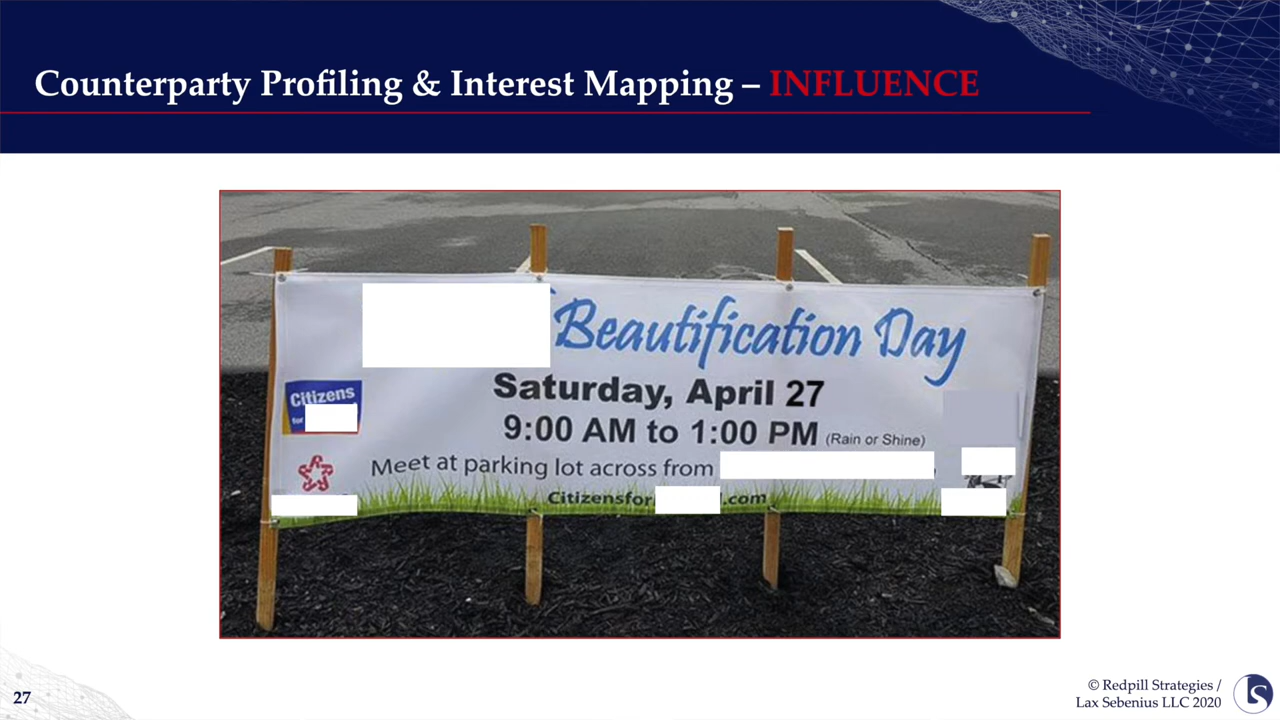 Counterparty Profiling & Interest Mapping – INFLUENCE
Beautification Day
Saturday, April 27
9:00 AM to 1:00 PM (Rain or Shine)
Citizens
for
Meet at parking lot across from
Citizensfor .com
27
© Redpill Strategies /
Lax Sebenius LLC 2020